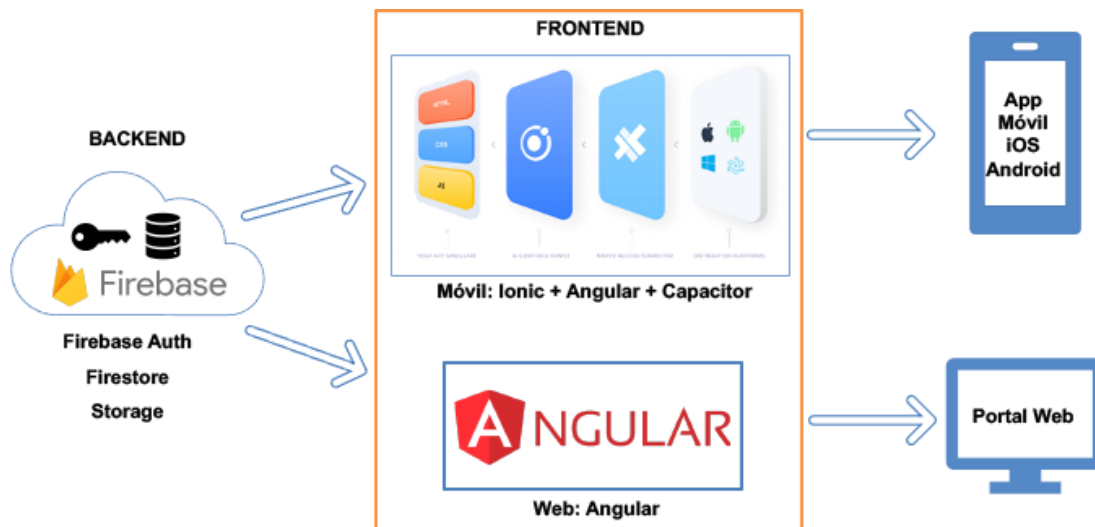 BACKEND
Firebase
Firebase Auth
Firestore
Storage
FRONTEND
HTML
CSS
JS
Móvil: Ionic + Angular + Capacitor
ANGULAR
Web: Angular
App
Móvil
iOS
Android
Portal Web